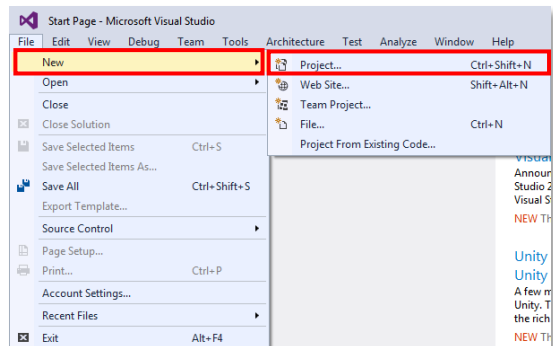 Start Page - Microsoft Visual Studio
File Edit View Debug Team Tools Architecture Test Analyze Window Help
New
Project... Ctrl+Shift+N
Open
Web Site... Shift+Alt+N
Close
Team Project...
Close Solution
File... Ctrl+N
Save Selected Items Ctrl+S
Project From Existing Code...
Save Selected Items As...
Save All Ctrl+Shift+S
Export Template...
Source Control
Page Setup...
Print... Ctrl+P
Account Settings...
Recent Files
Exit Alt+F4
Visual
Announ
Studio 2
Visual S
NEW TH
Unity
Unity
A few m
Unity. T
the rich
NEW TH